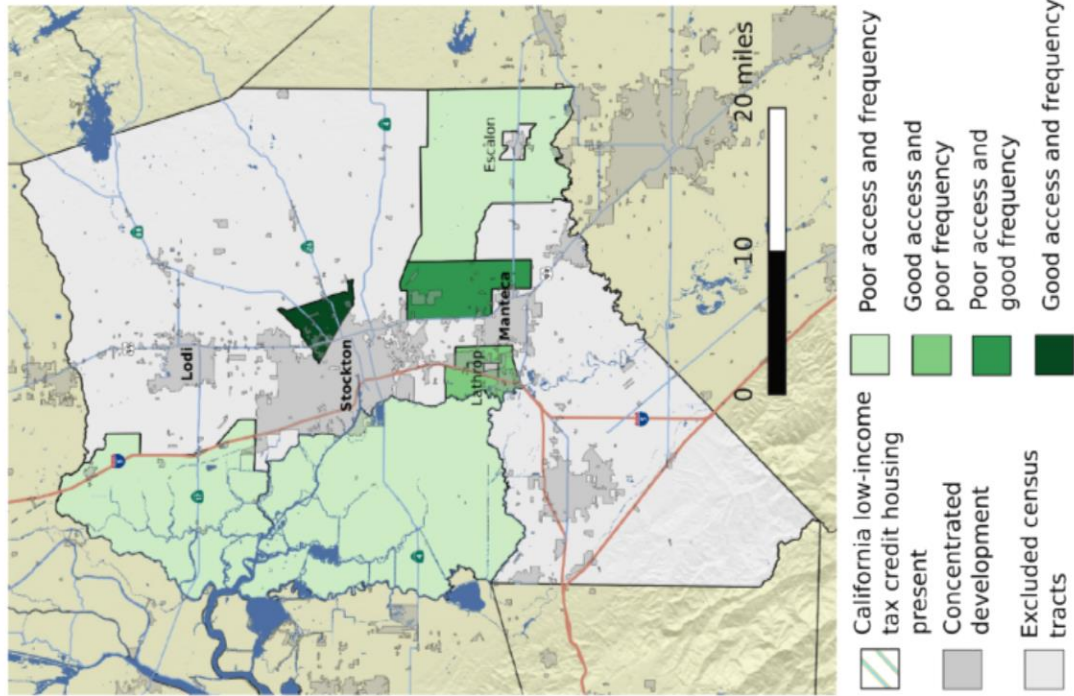 Lodi
Stockton
Lathrop
Manteca
Escalon
0
10
20 miles
California low-income
tax credit housing
present
Concentrated
development
Excluded census
tracts
Poor access and frequency
Good access and
poor frequency
Poor access and
good frequency
Good access and frequency